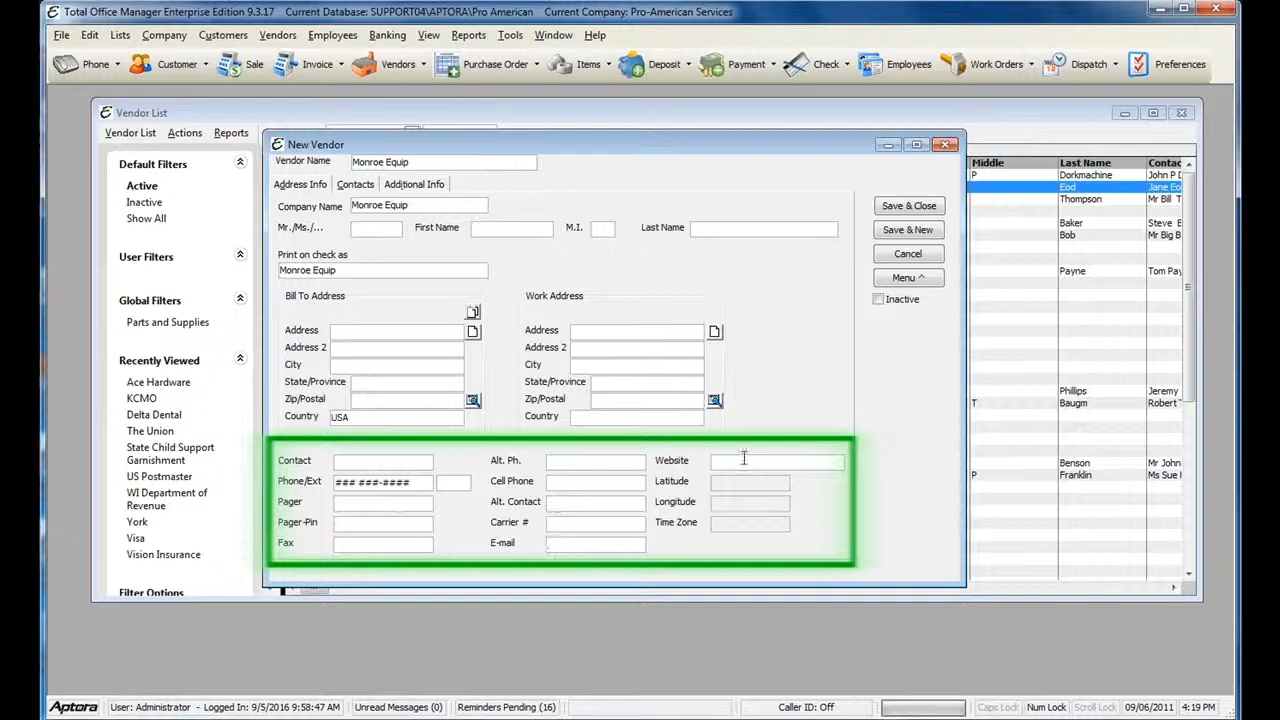 Total Office Manager Enterprise Edition 9.3.17 Current Database: SUPPORT04\APTORA\Pro American Current Company: Pro-American Services
File Edit Lists Company Customers Vendors Employees Banking View Reports Tools Window Help
Phone Customer Sale Invoice Vendors Purchase Order Items Deposit Payment Check Employees Work Orders Dispatch Preferences
Vendor List
Vendor List Actions Reports
Default Filters
Active
Inactive
Show All
User Filters
Global Filters
Parts and Supplies
Recently Viewed
Ace Hardware
KCMO
Delta Dental
The Union
State Child Support
Garnishment
US Postmaster
WI Department of
Revenue
York
Visa
Vision Insurance
Filter Options
New Vendor
Vendor Name Monroe Equip
Address Info Contacts Additional Info
Company Name Monroe Equip
Mr./Ms./... First Name M.I. Last Name
Print on check as
Monroe Equip
Bill To Address Work Address
Address Address
Address 2 Address 2
City City
State/Province State/Province
Zip/Postal Zip/Postal
Country USA Country
Contact Alt. Ph. Website
Phone/Ext ### ###-#### Cell Phone Latitude
Pager Alt. Contact Longitude
Pager-Pin Carrier # Time Zone
Fax E-mail
Save & Close
Save & New
Cancel
Menu ^
Inactive
Middle Last Name Contac
P Dorkmachine John P D
Eod Jane Eo
Thompson Mr Bill T
Baker Steve B
Bob Mr Big B
Payne Tom Pay
Phillips Jeremy
T Baugm Robert T
Benson Mr John
P Franklin Ms Sue
Aptora User: Administrator - Logged In: 9/5/2016 9:58:47 AM Unread Messages (0) Reminders Pending (16) Caller ID: Off Caps Lock Num Lock Scroll Lock 09/06/2011 4:19 PM